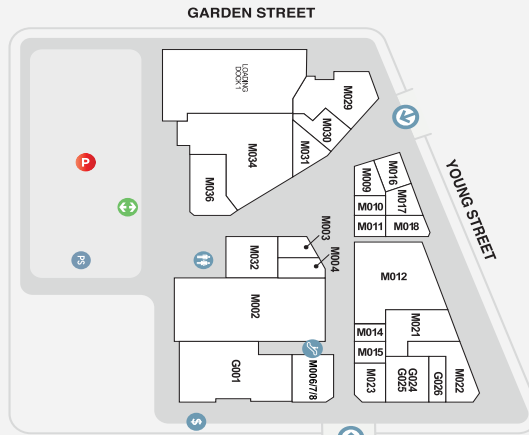 GARDEN STREET
LOADING
DOCK 1
M029
M030
M031
M034
M036
P
YOUNG STREET
M009
M016
M017
M010
M011
M018
M003
M004
M032
PS
M012
M002
M014
M021
M015
M023
G024
G025
G026
M022
G001
M006/7/8
$